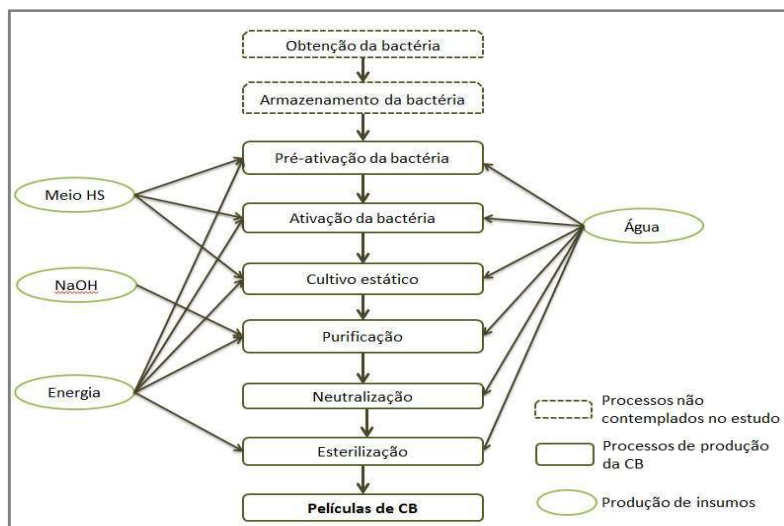 Obtenção da bactéria
Armazenamento da bactéria
Pré-ativação da bactéria
Meio HS
Ativação da bactéria
Água
Cultivo estático
NaOH
Purificação
Energia
Neutralização
Esterilização
Películas de CB
Processos não
contemplados no estudo
Processos de produção
da CB
Produção de insumos